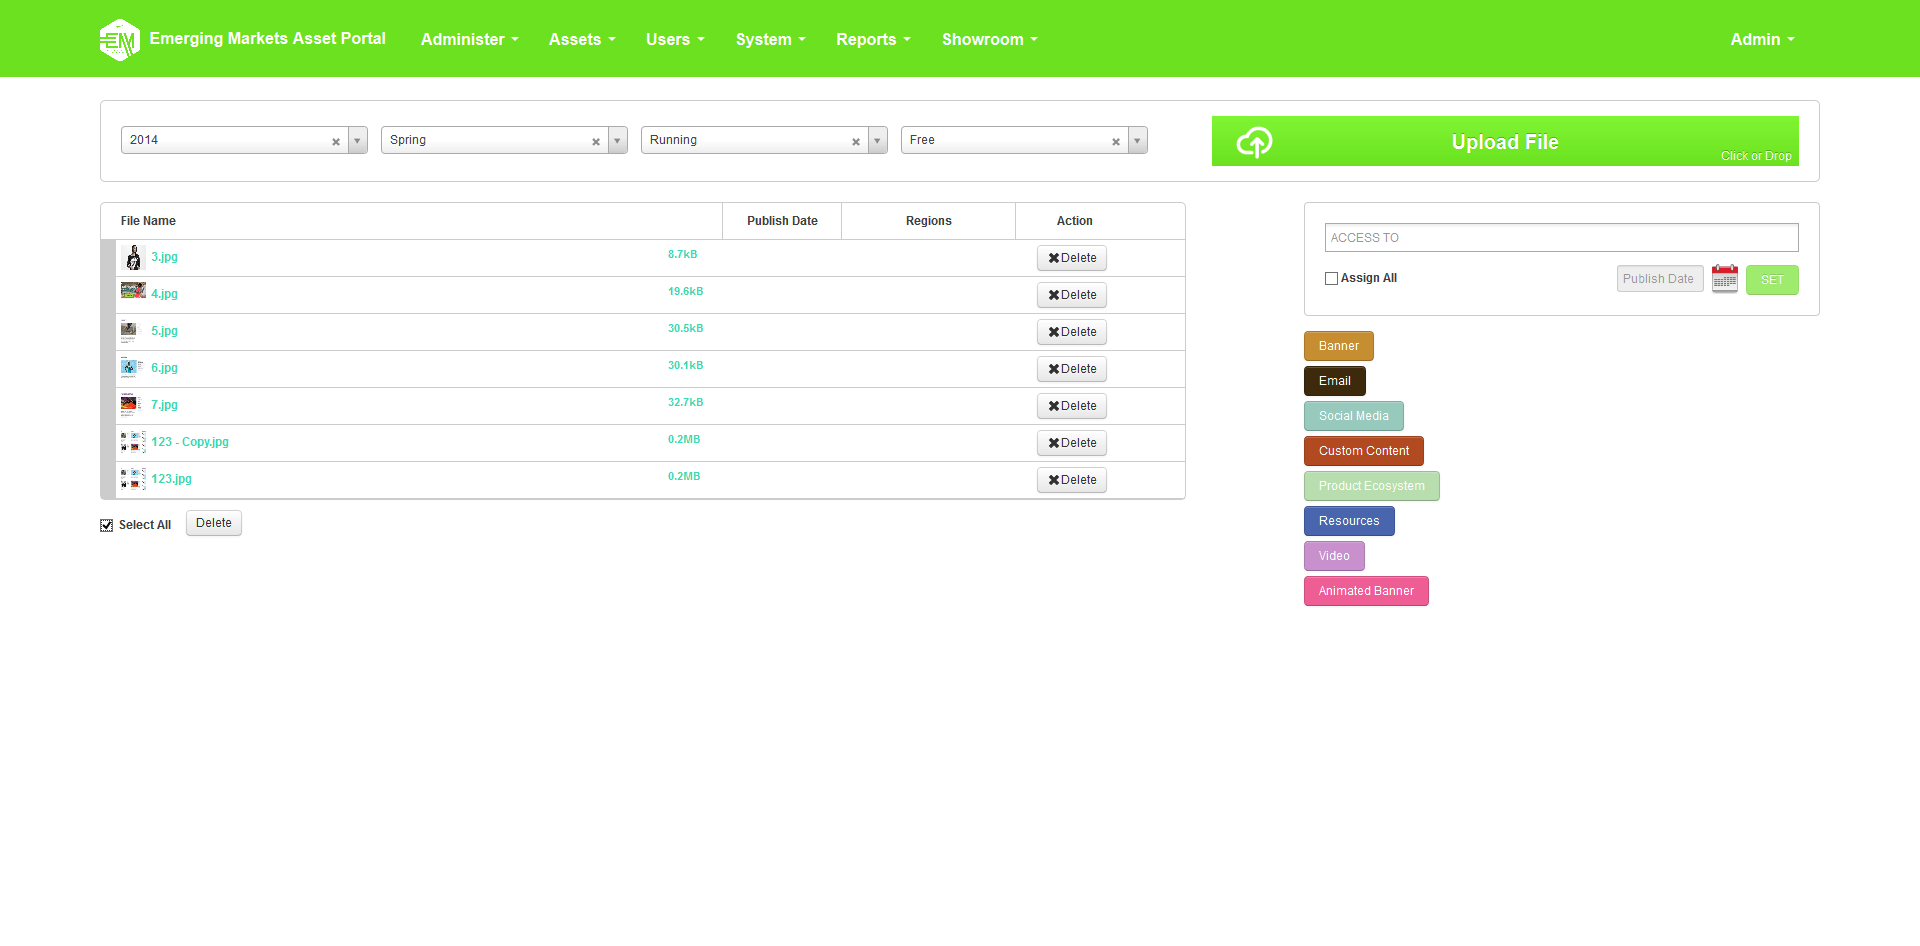 EM Emerging Markets Asset Portal Administer Assets Users System Reports Showroom Admin
2014 Spring Running Free Upload File
Click or Drop
File Name Publish Date Regions Action
3.jpg 8.7kB Delete
4.jpg 19.6kB Delete
5.jpg 30.5kB Delete
6.jpg 30.1kB Delete
7.jpg 32.7kB Delete
123 - Copy.jpg 0.2MB Delete
123.jpg 0.2MB Delete
Select All Delete
ACCESS TO
Assign All Publish Date SET
Banner
Email
Social Media
Custom Content
Product Ecosystem
Resources
Video
Animated Banner